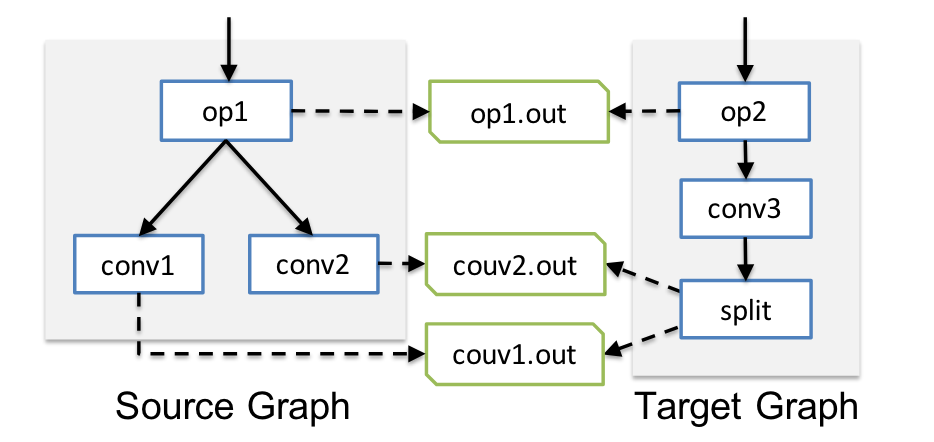 op1
op1.out
op2
conv3
conv1
conv2
couv2.out
split
couv1.out
Source Graph
Target Graph